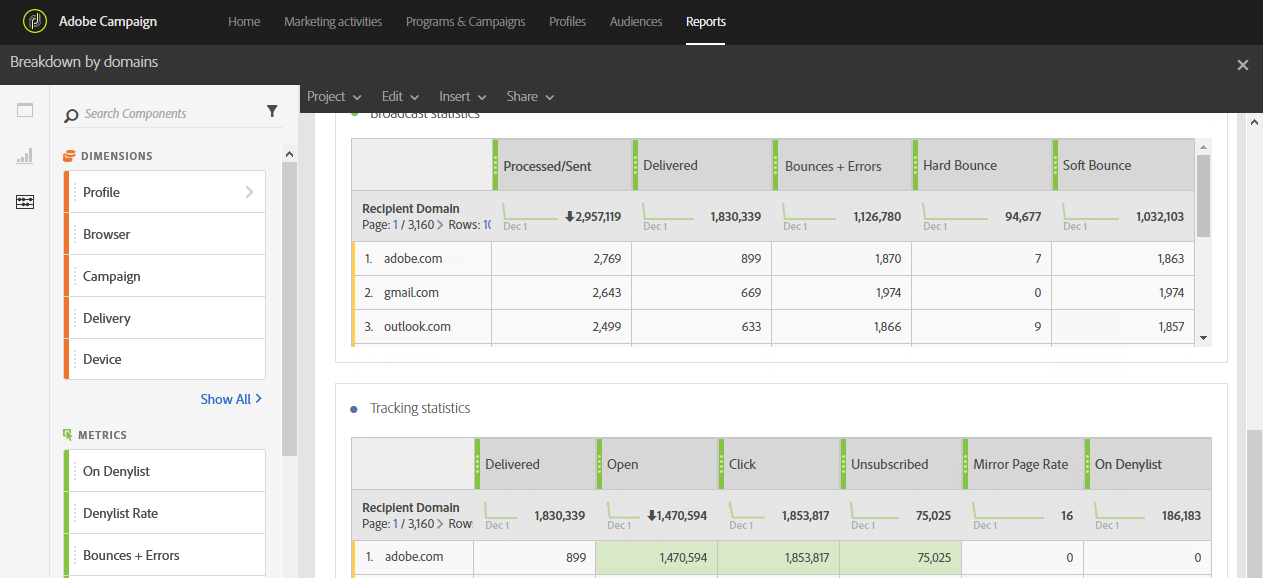 Adobe Campaign
Home Marketing activities Programs & Campaigns Profiles Audiences Reports
Breakdown by domains
Project Edit Insert Share
Search Components
DIMENSIONS
Profile
Browser
Campaign
Delivery
Device
Show All
METRICS
On Denylist
Denylist Rate
Bounces + Errors
Broadcast statistics
Processed/Sent Delivered Bounces + Errors Hard Bounce Soft Bounce
Recipient Domain
Page: 1 / 3,160 Rows: 10
Dec 1 2,957,119 Dec 1 1,830,339 Dec 1 1,126,780 Dec 1 94,677 Dec 1 1,032,103
1. adobe.com 2,769 899 1,870 7 1,863
2. gmail.com 2,643 669 1,974 0 1,974
3. outlook.com 2,499 633 1,866 9 1,857
Tracking statistics
Delivered Open Click Unsubscribed Mirror Page Rate On Denylist
Recipient Domain
Page: 1 / 3,160 Row
Dec 1 1,830,339 Dec 1 1,470,594 Dec 1 1,853,817 Dec 1 75,025 Dec 1 16 Dec 1 186,183
1. adobe.com 899 1,470,594 1,853,817 75,025 0 0